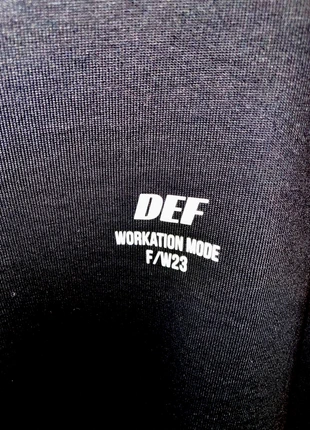 DEF
WORKATION MODE
F/W23